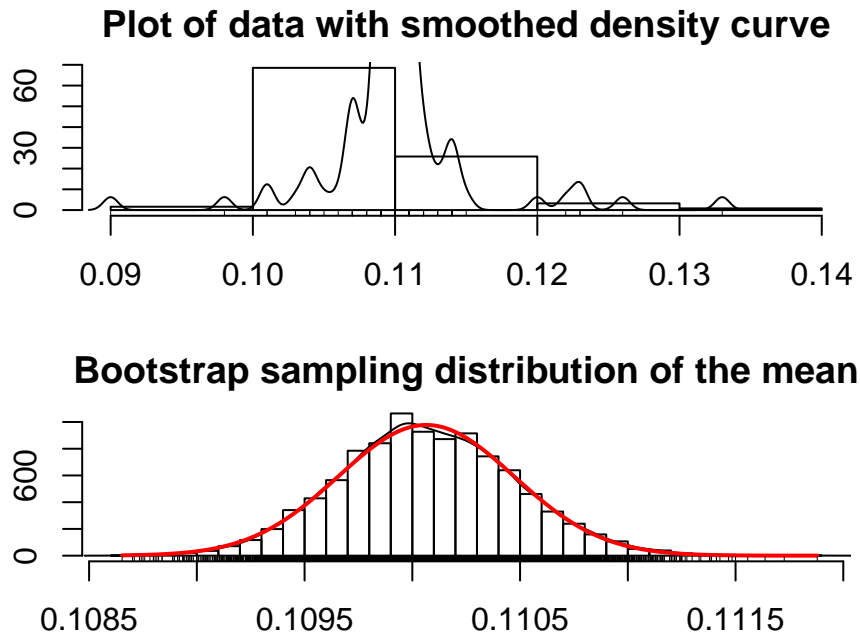 Plot of data with smoothed density curve
60
30
0
0.09 0.10 0.11 0.12 0.13 0.14
Bootstrap sampling distribution of the mean
600
0
0.1085 0.1095 0.1105 0.1115